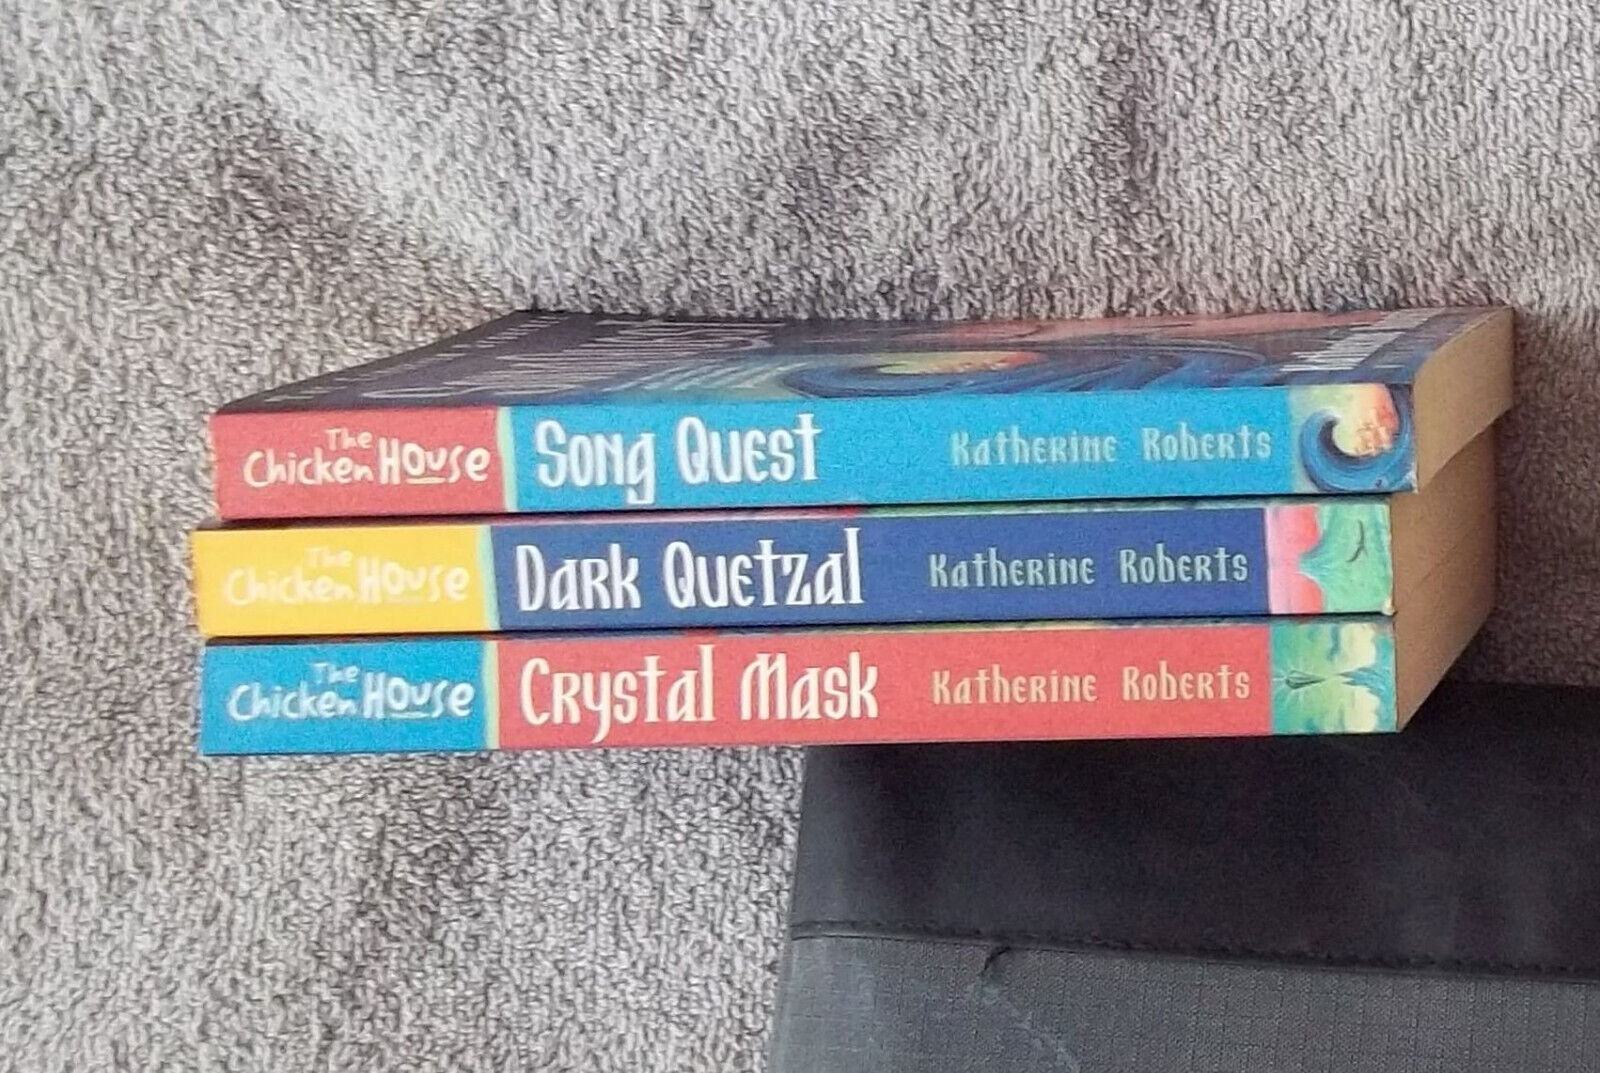 The
Chicken HOUSE
SONG QUEST
KATHERINE ROBERTS
The
Chicken HOUSE
DARK QUETZAL
KATHERINE ROBERTS
The
Chicken HOUSE
CRYSTAL MASK
KATHERINE ROBERTS